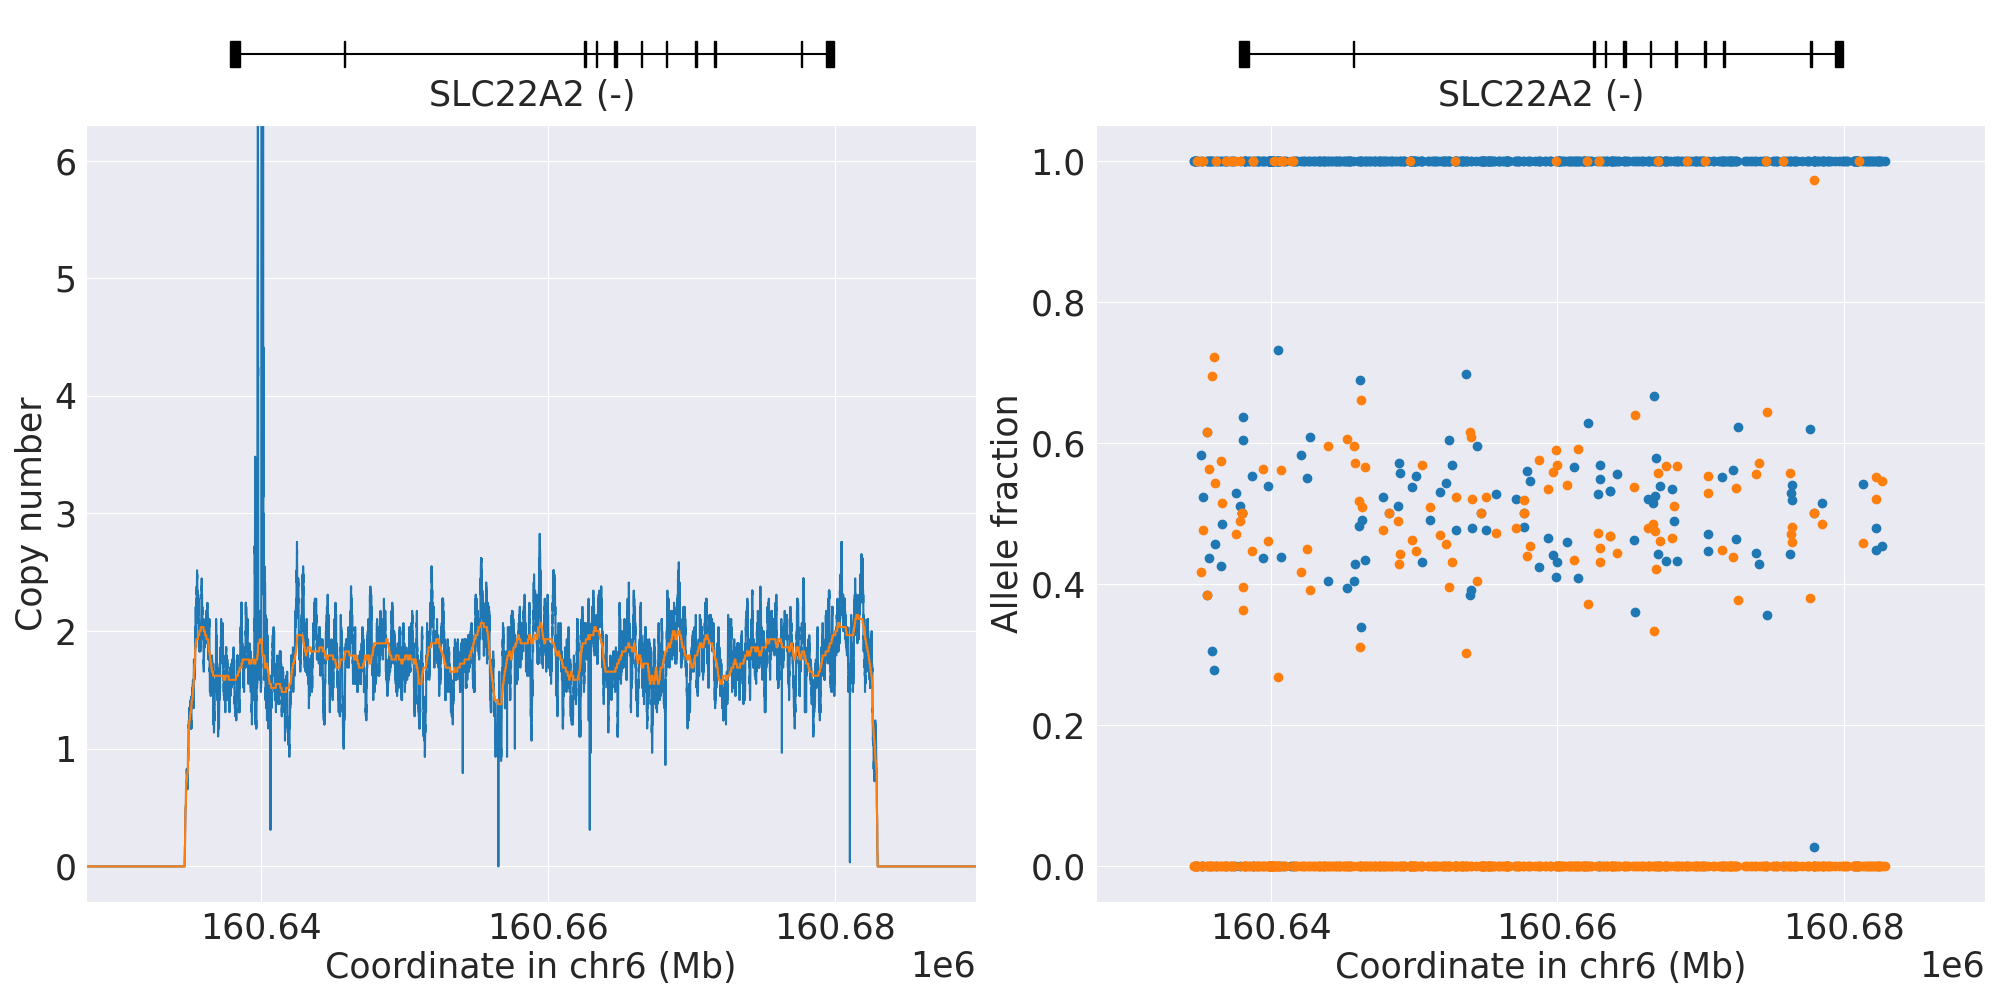 SLC22A2 (-)
Copy number
6
5
4
3
2
1
0
160.64
160.66
160.68
Coordinate in chr6 (Mb)
1e6
SLC22A2 (-)
Allele fraction
1.0
0.8
0.6
0.4
0.2
0.0
160.64
160.66
160.68
Coordinate in chr6 (Mb)
1e6